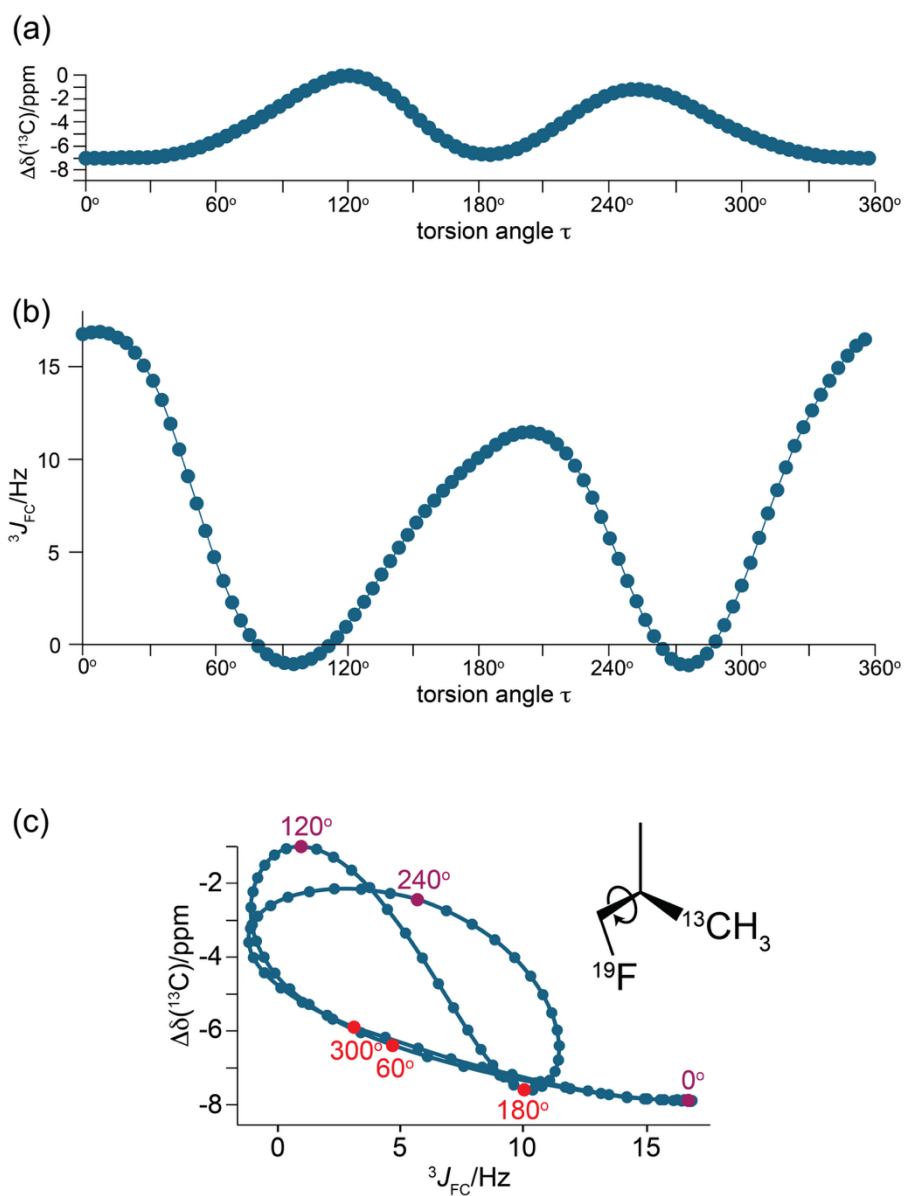 (a)
Δδ(¹³C)/ppm
0
-2
-4
-6
-8
0° 60° 120° 180° 240° 300° 360°
torsion angle τ
(b)
³J_FC/Hz
15
10
5
0
0° 60° 120° 180° 240° 300° 360°
torsion angle τ
(c)
Δδ(¹³C)/ppm
-2
-4
-6
-8
120°
240°
300°
60°
180°
0°
¹³CH₃
¹⁹F
0 5 10 15
³J_FC/Hz